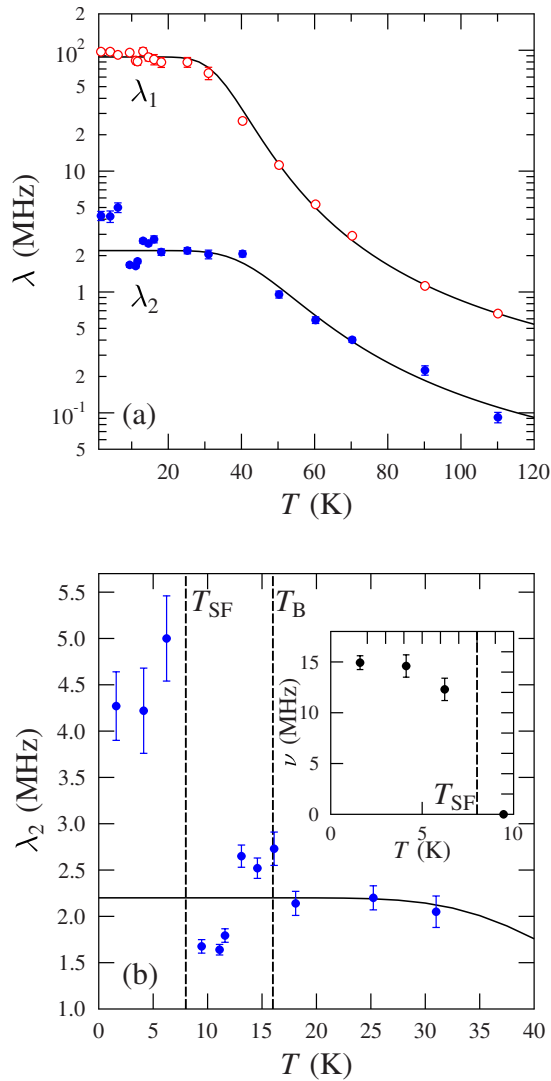 2
10²
5
2
10
5
2
1
5
2
10⁻¹
5
λ (MHz)
λ₁
λ₂
(a)
20 40 60 80 100 120
T (K)
5.5
5.0
4.5
4.0
3.5
3.0
2.5
2.0
1.5
1.0
λ₂ (MHz)
T_SF T_B
15
10
5
0
ν (MHz)
T_SF
0 5 10
T (K)
(b)
0 5 10 15 20 25 30 35 40
T (K)